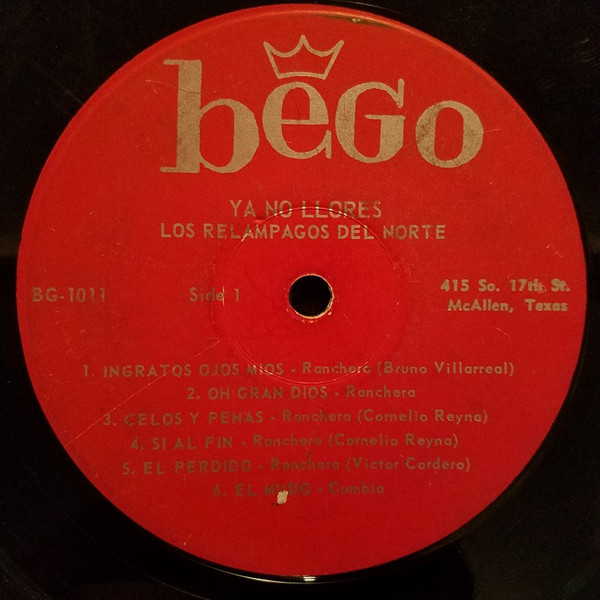 bego
YA NO LLORES
LOS RELAMPAGOS DEL NORTE
BG-1011 Side 1 415 So. 17th St.
McAllen, Texas
1. INGRATOS OJOS MIOS - Ranchera (Bruno Villarreal)
2. OH GRAN DIOS - Ranchera
3. CELOS Y PENAS - Ranchera (Cornelio Reyna)
4. SI AL FIN - Ranchera (Cornelio Reyna)
5. EL PERDIDO - Ranchera (Victor Cordero)
6. EL - Cumbia